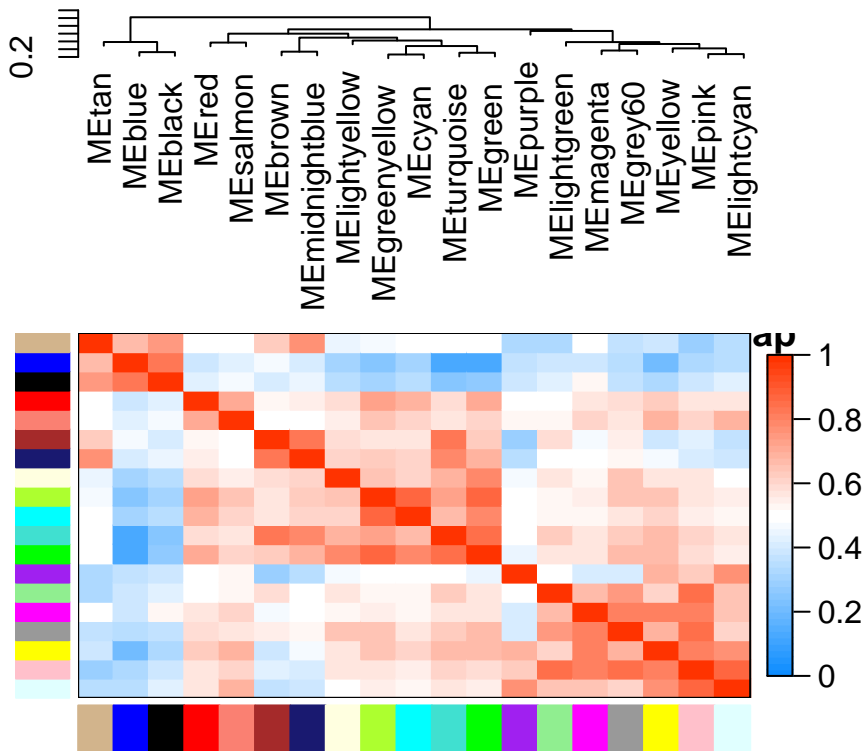 0.2
MEtan
MEblue
MEblack
MEred
MEsalmon
MEbrown
MEmidnightblue
MElightyellow
MEgreenyellow
MEcyan
MEturquoise
MEgreen
MEpurple
MElightgreen
MEmagenta
MEgrey60
MEyellow
MEpink
MElightcyan
ap
1
0.8
0.6
0.4
0.2
0